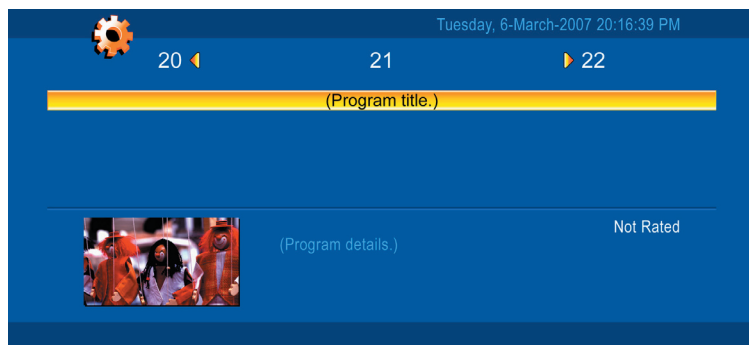 Tuesday, 6-March-2007 20:16:39 PM
20 21 22
(Program title.)
Not Rated
(Program details.)